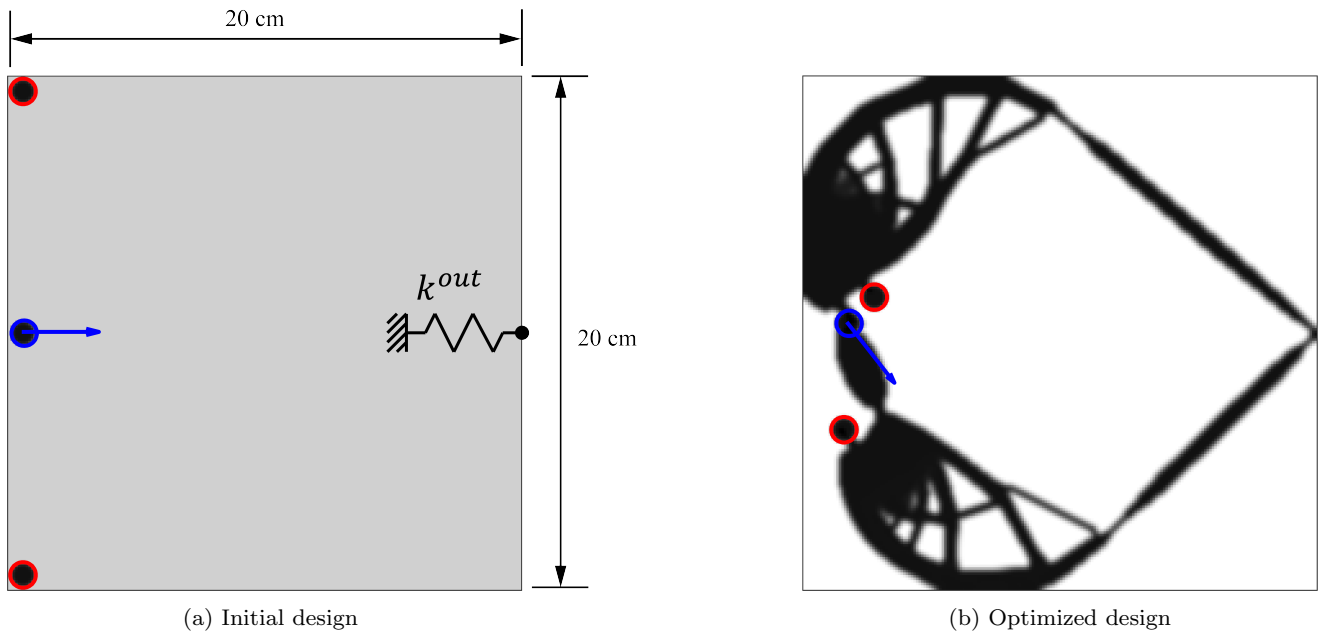 20 cm
k^{out}
20 cm
(a) Initial design
(b) Optimized design